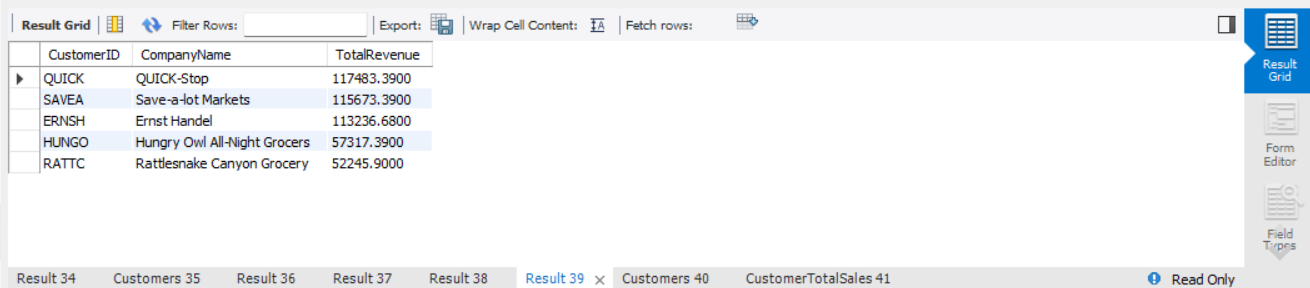 Result Grid Filter Rows: Export: Wrap Cell Content: IA Fetch rows:
CustomerID CompanyName TotalRevenue
QUICK QUICK-Stop 117483.3900
SAVEA Save-a-lot Markets 115673.3900
ERNSH Ernst Handel 113236.6800
HUNGO Hungry Owl All-Night Grocers 57317.3900
RATTC Rattlesnake Canyon Grocery 52245.9000
Result
Grid
Form
Editor
Field
Types
Result 34 Customers 35 Result 36 Result 37 Result 38 Result 39 × Customers 40 CustomerTotalSales 41 Read Only